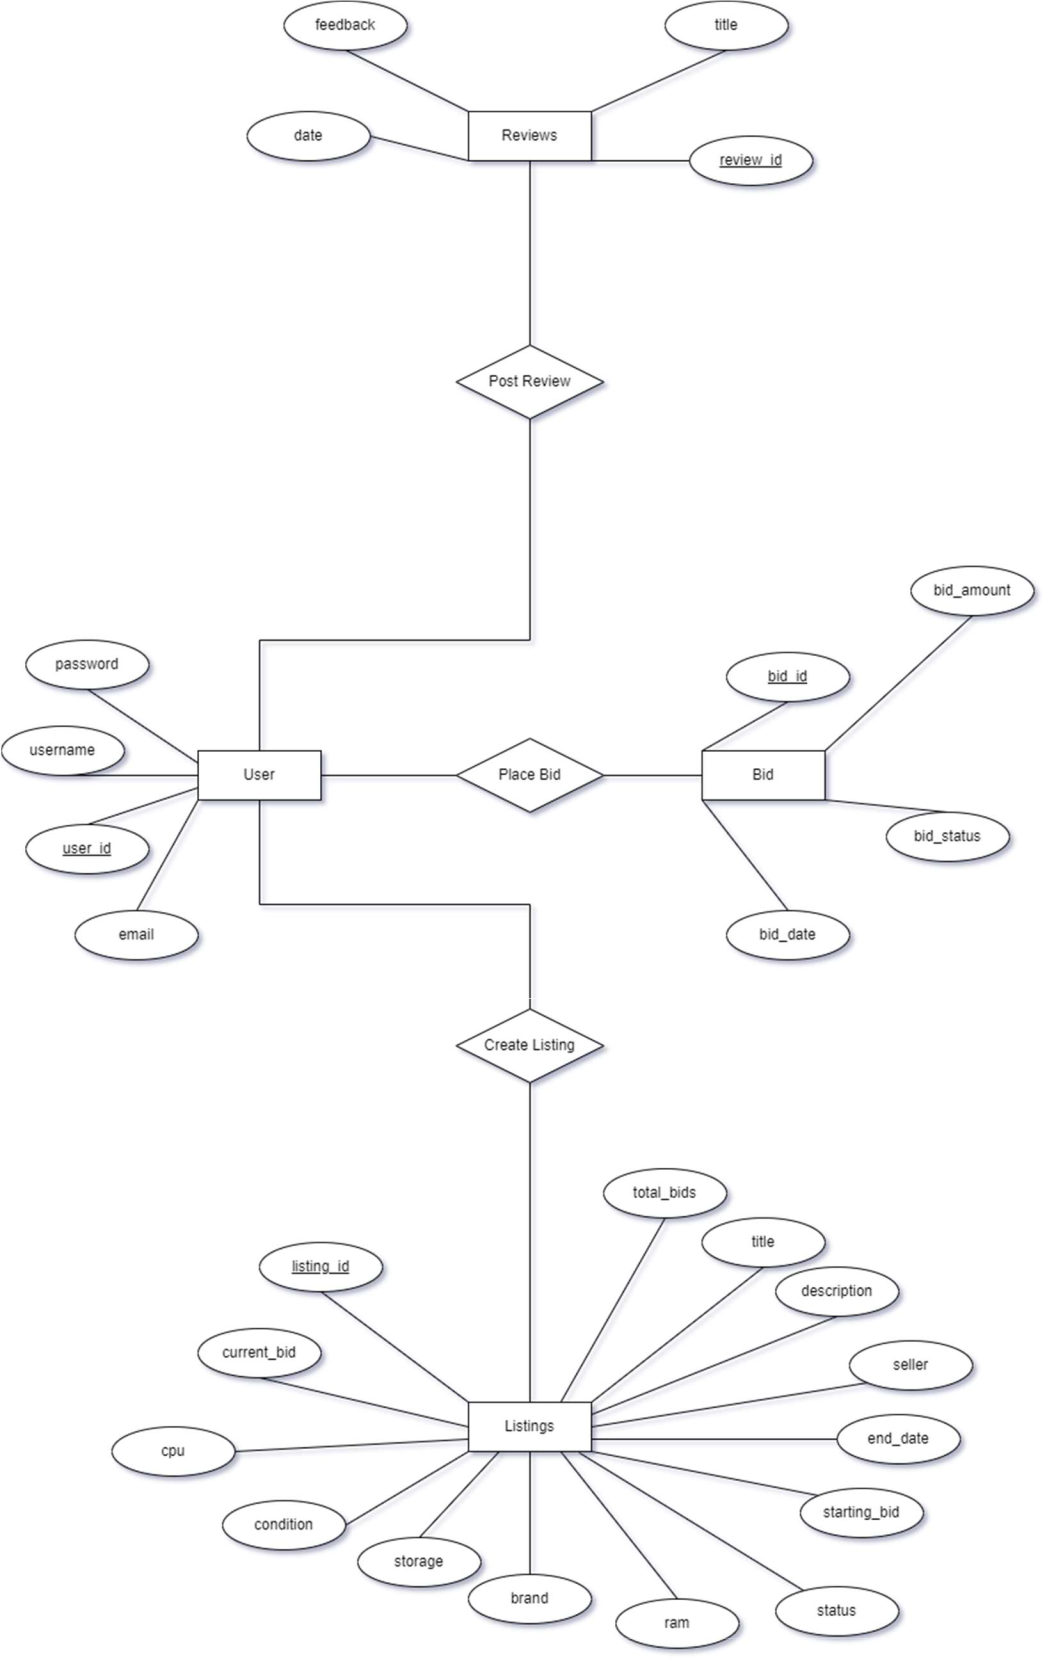 feedback
title
date
Reviews
review_id
Post Review
bid_amount
password
bid_id
username
User
Place Bid
Bid
user_id
bid_status
email
bid_date
Create Listing
total_bids
title
listing_id
description
current_bid
seller
Listings
end_date
cpu
starting_bid
condition
storage
brand
status
ram